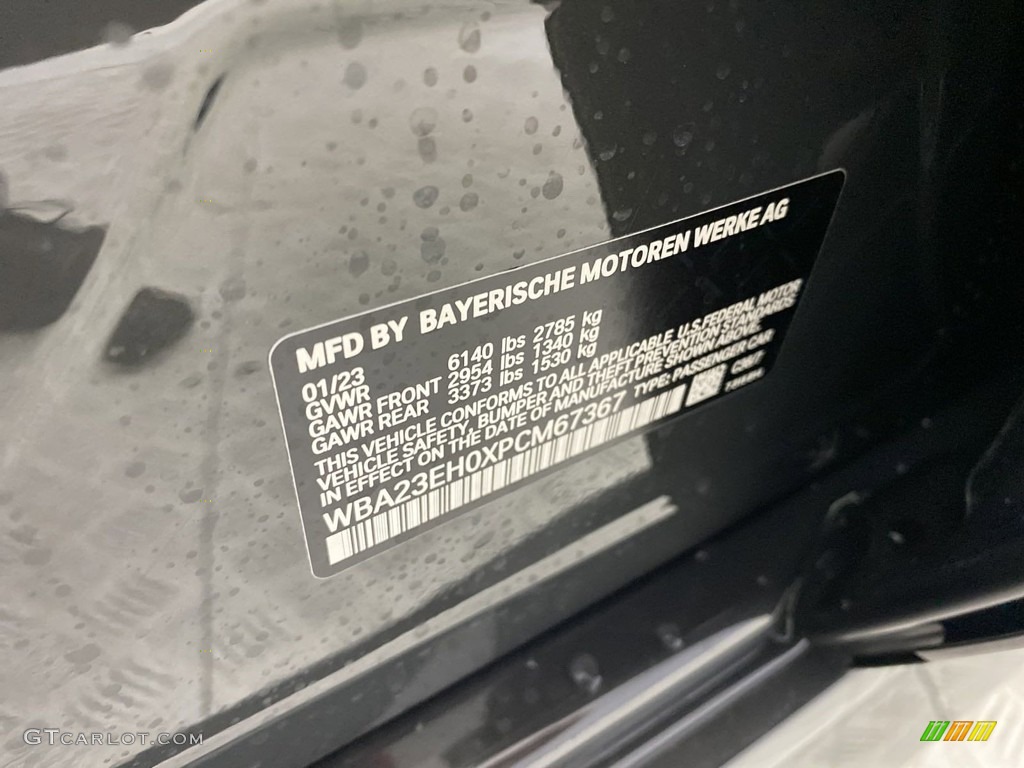 MFD BY BAYERISCHE MOTOREN WERKE AG
01/23
GVWR 6140 lbs 2785 kg
GAWR FRONT 2954 lbs 1340 kg
GAWR REAR 3373 lbs 1530 kg
THIS VEHICLE CONFORMS TO ALL APPLICABLE U.S.FEDERAL MOTOR
VEHICLE SAFETY, BUMPER AND THEFT PREVENTION STANDARDS
IN EFFECT ON THE DATE OF MANUFACTURE SHOWN ABOVE.
WBA23EH0XPCM67367 TYPE: PASSENGER CAR
GTCARLOT.COM